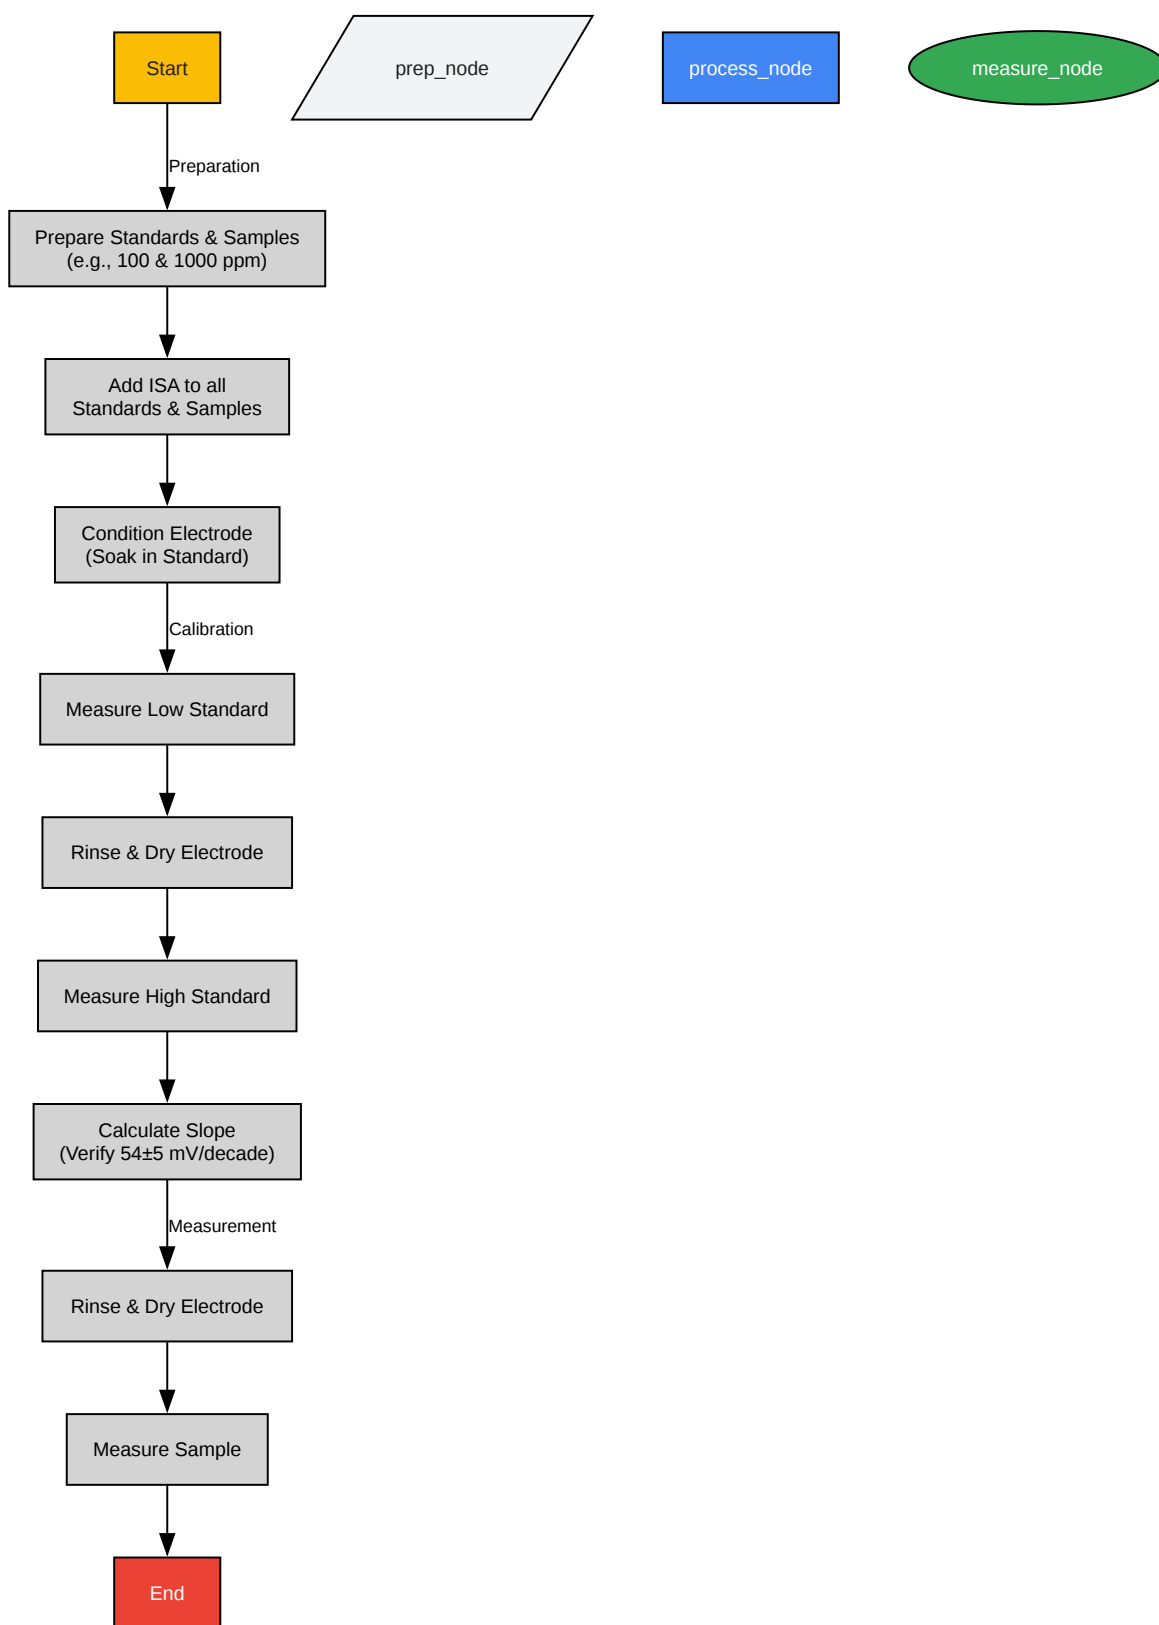 Start
prep_node
process_node
measure_node
Preparation
Prepare Standards & Samples
(e.g., 100 & 1000 ppm)
Add ISA to all
Standards & Samples
Condition Electrode
(Soak in Standard)
Calibration
Measure Low Standard
Rinse & Dry Electrode
Measure High Standard
Calculate Slope
(Verify 54±5 mV/decade)
Measurement
Rinse & Dry Electrode
Measure Sample
End